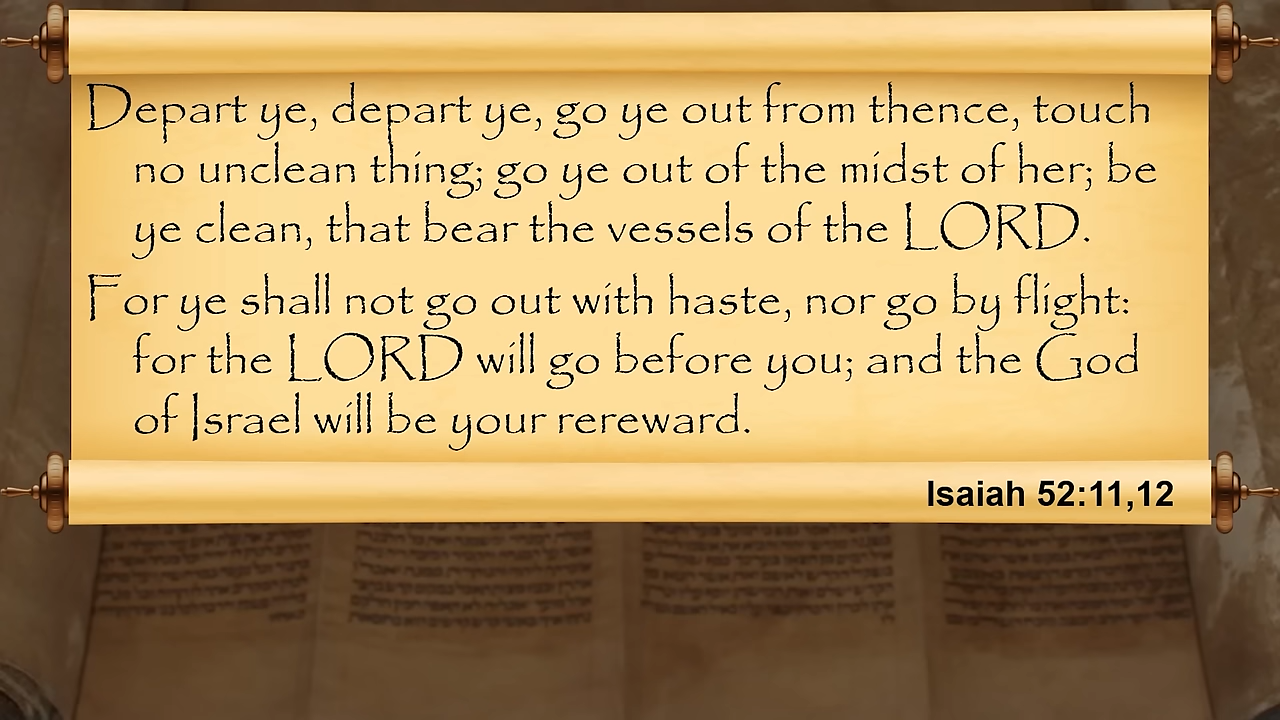 Depart ye, depart ye, go ye out from thence, touch
no unclean thing; go ye out of the midst of her; be
ye clean, that bear the vessels of the LORD.
For ye shall not go out with haste, nor go by flight:
for the LORD will go before you; and the God
of Israel will be your rereward.
Isaiah 52:11,12